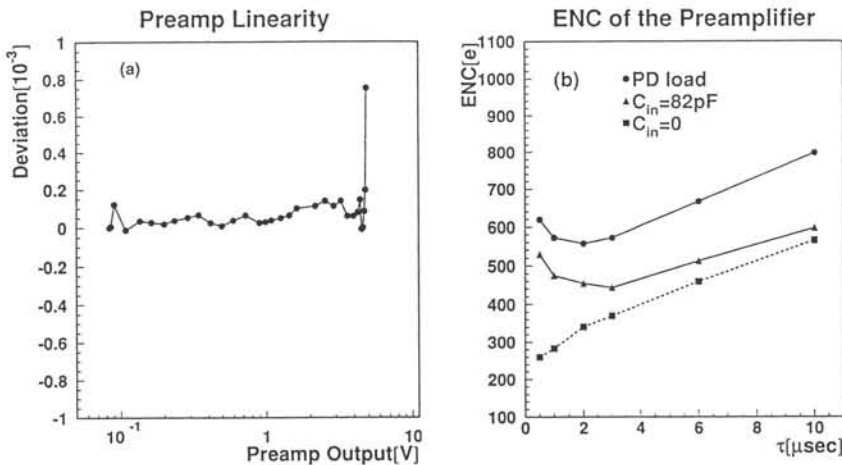 Preamp Linearity
Deviation[10-3]
1
0.8
0.6
0.4
0.2
0
-0.2
-0.4
-0.6
-0.8
-1
(a)
10-1
1
10
Preamp Output[V]
ENC of the Preamplifier
ENC[e]
1100
1000
900
800
700
600
500
400
300
200
100
(b)
PD load
Cin=82pF
Cin=0
0
2
4
6
8
10
τ[μsec]